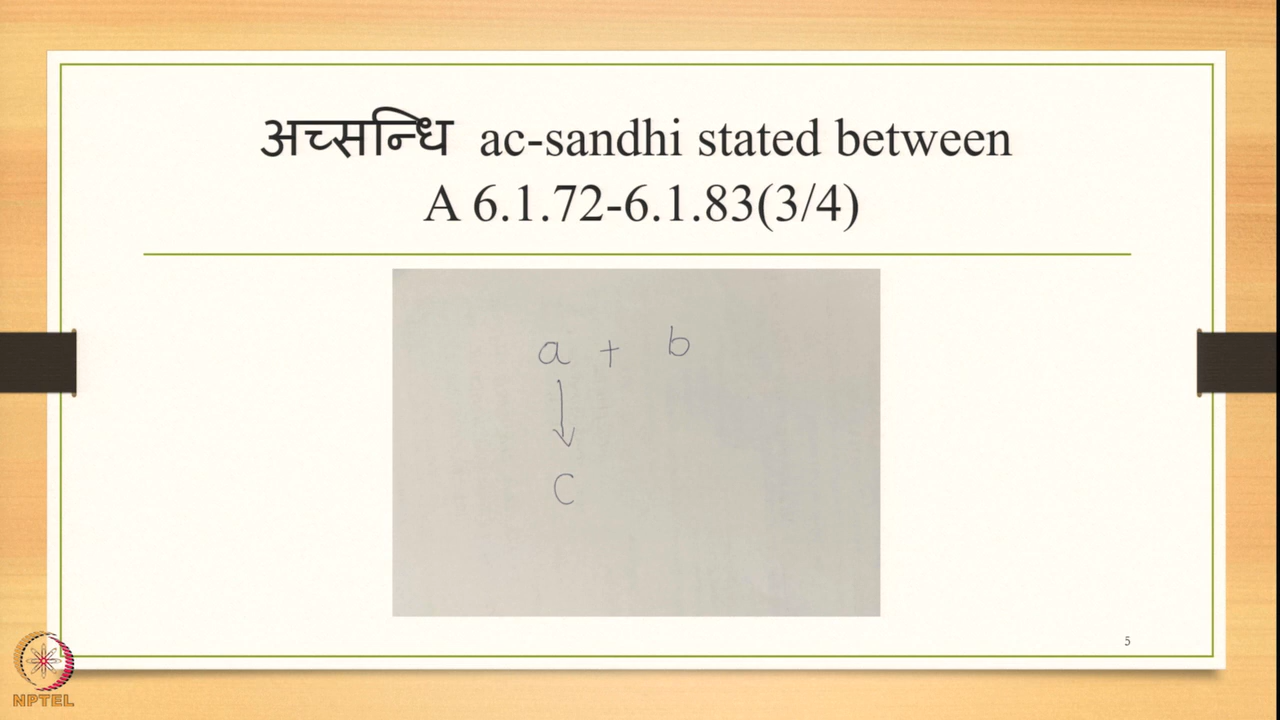 अच्सन्धि ac-sandhi stated between
A 6.1.72-6.1.83(3/4)
a + b
↓
c
5
NPTEL